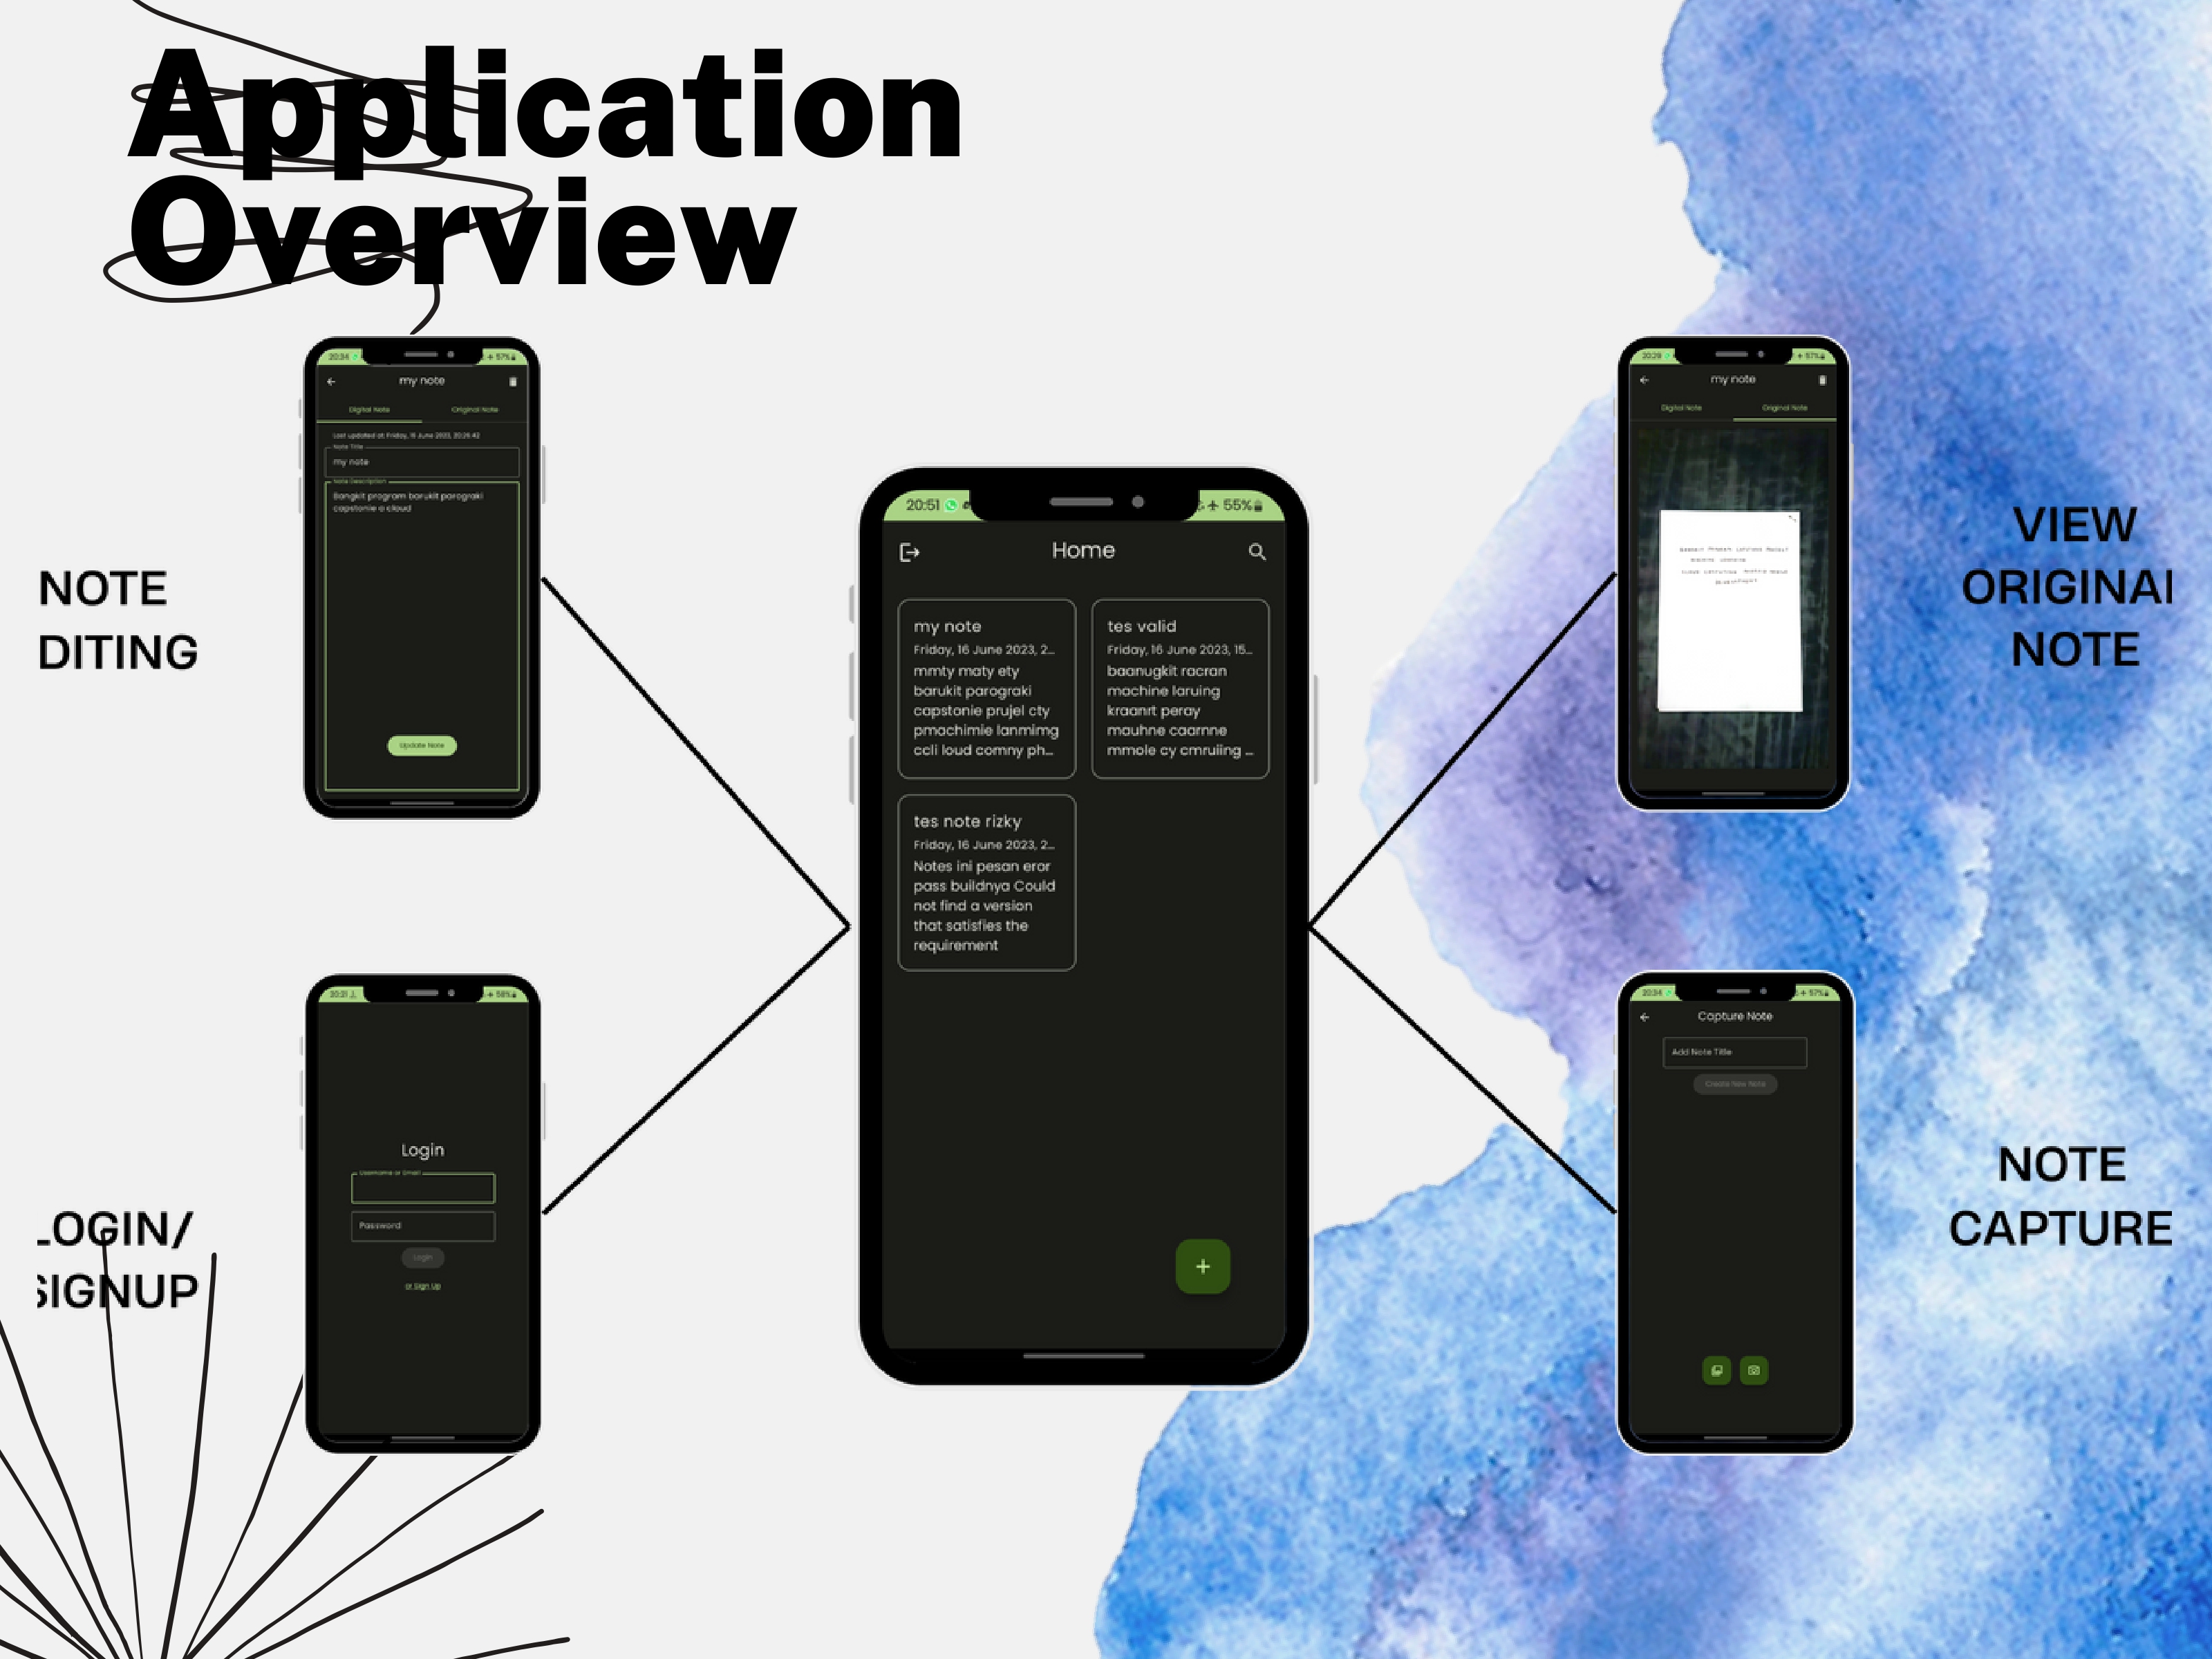 Application
Overview
20:34
57%
my note
Digital Note
Original Note
Last updated at: Friday, 16 June 2023, 20:26:42
Note Title
my note
Note Description
Bangkit program barukit parograki
capstonie a cloud
Update Note
NOTE
DITING
20:21
58%
Login
Username or Email
Password
Login
or Sign Up
LOGIN/
SIGNUP
20:51
55%
Home
my note
Friday, 16 June 2023, 2...
mmty maty ety
barukit parograki
capstonie prujel cty
pmachimie lanmimg
ccli loud comny ph...
tes valid
Friday, 16 June 2023, 15...
baanugkit racran
machine laruing
kraanrt peray
mauhne caarnne
mmole cy cmruiing ...
tes note rizky
Friday, 16 June 2023, 2...
Notes ini pesan eror
pass buildnya Could
not find a version
that satisfies the
requirement
+
20:29
57%
my note
Digital Note
Original Note
VIEW
ORIGINAL
NOTE
20:34
57%
Capture Note
Add Note Title
Create New Note
NOTE
CAPTURE